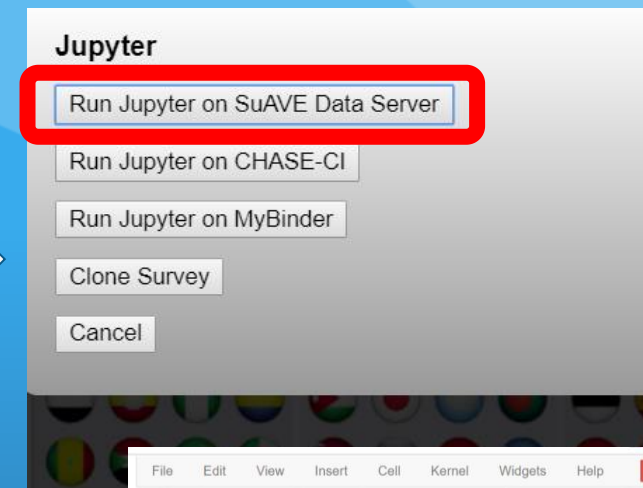 Jupyter
Run Jupyter on SuAVE Data Server
Run Jupyter on CHASE-CI
Run Jupyter on MyBinder
Clone Survey
Cancel
File Edit View Insert Cell Kernel Widgets Help